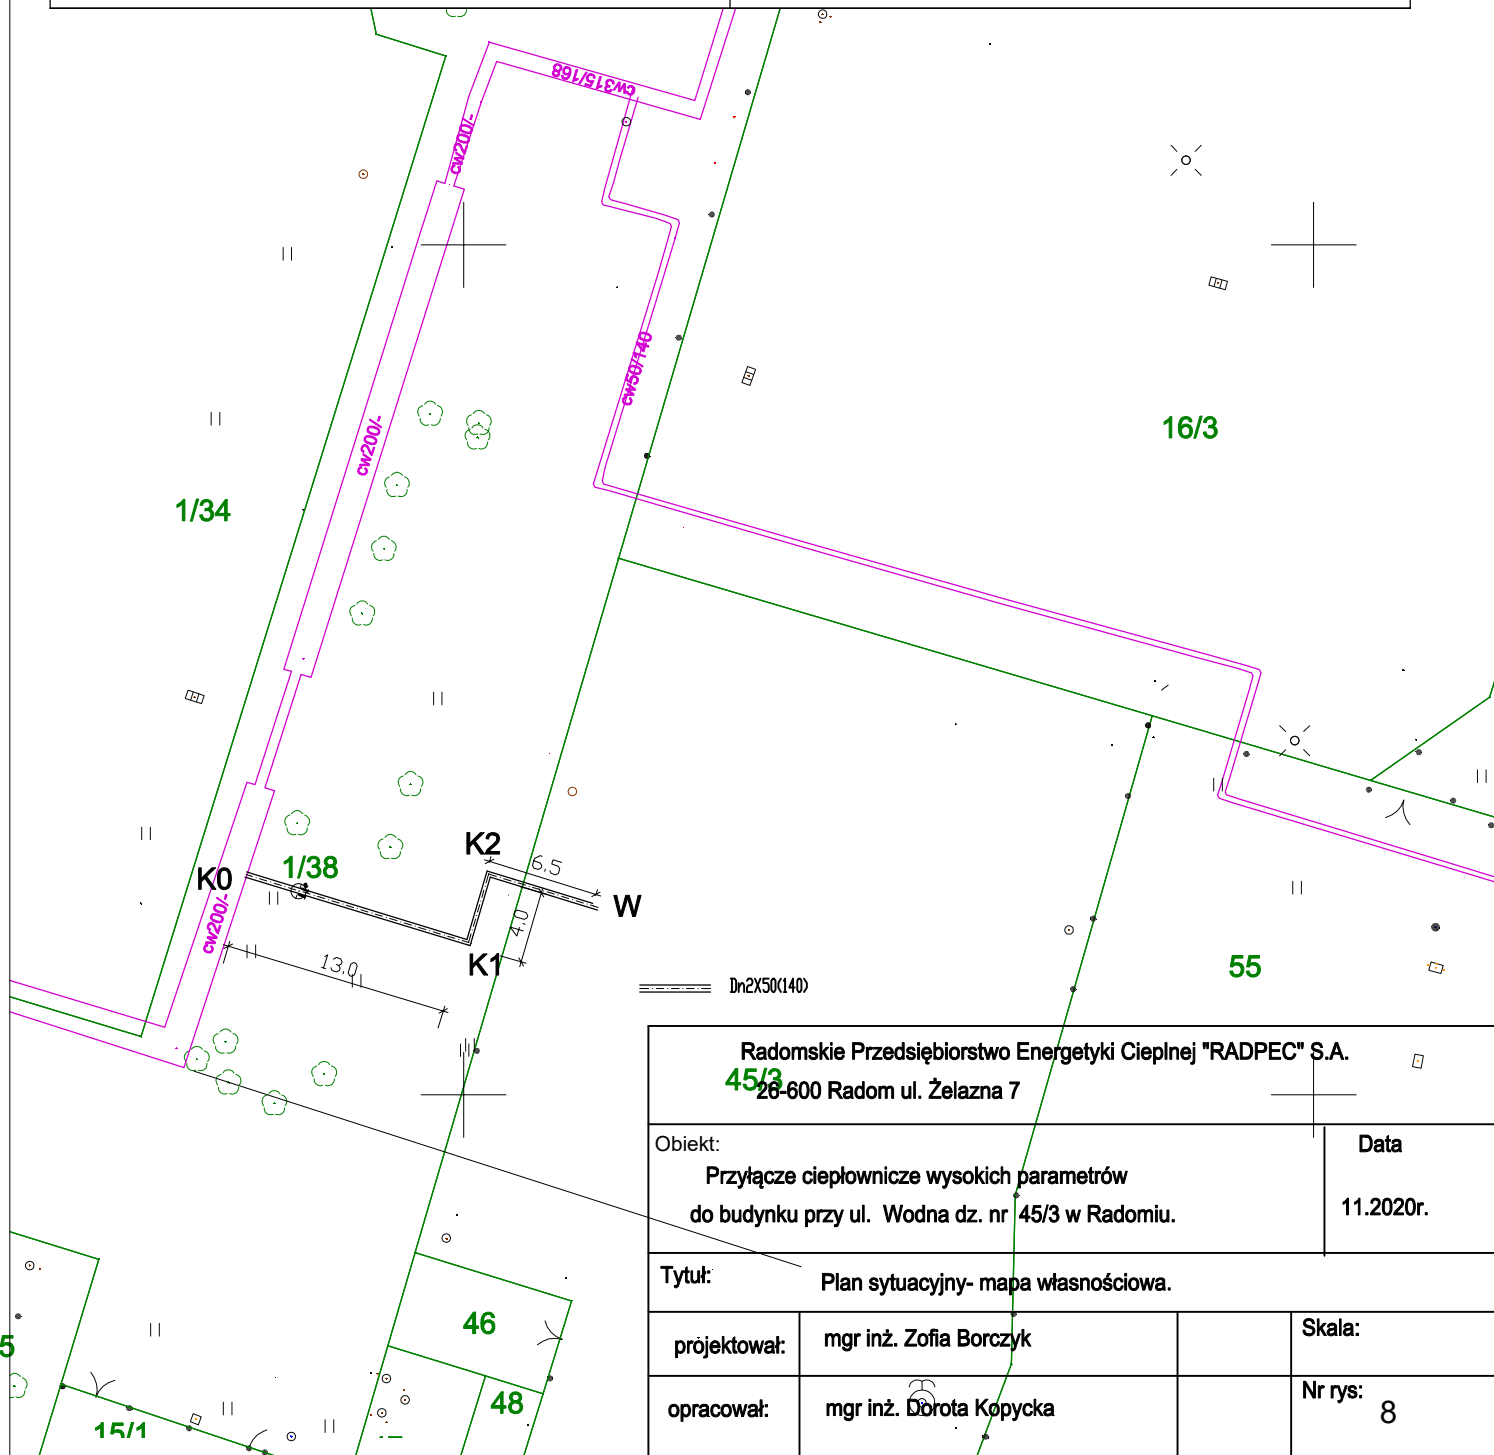 cw315/168
cw200/-
cw50/140
cw200/-
16/3
1/34
K2
6.5
1/38
K0
W
4.0
cw200/-
K1
13.0
55
Dn2X50(140)
Radomskie Przedsiębiorstwo Energetyki Cieplnej "RADPEC" S.A.
45/3
26-600 Radom ul. Żelazna 7
Obiekt:
Data
Przyłącze ciepłownicze wysokich parametrów
do budynku przy ul. Wodna dz. nr 45/3 w Radomiu.
11.2020r.
Tytuł:
Plan sytuacyjny- mapa własnościowa.
projektował:
mgr inż. Zofia Borczyk
Skala:
opracował:
mgr inż. Dorota Kopycka
Nr rys:
8
46
48
5
15/1